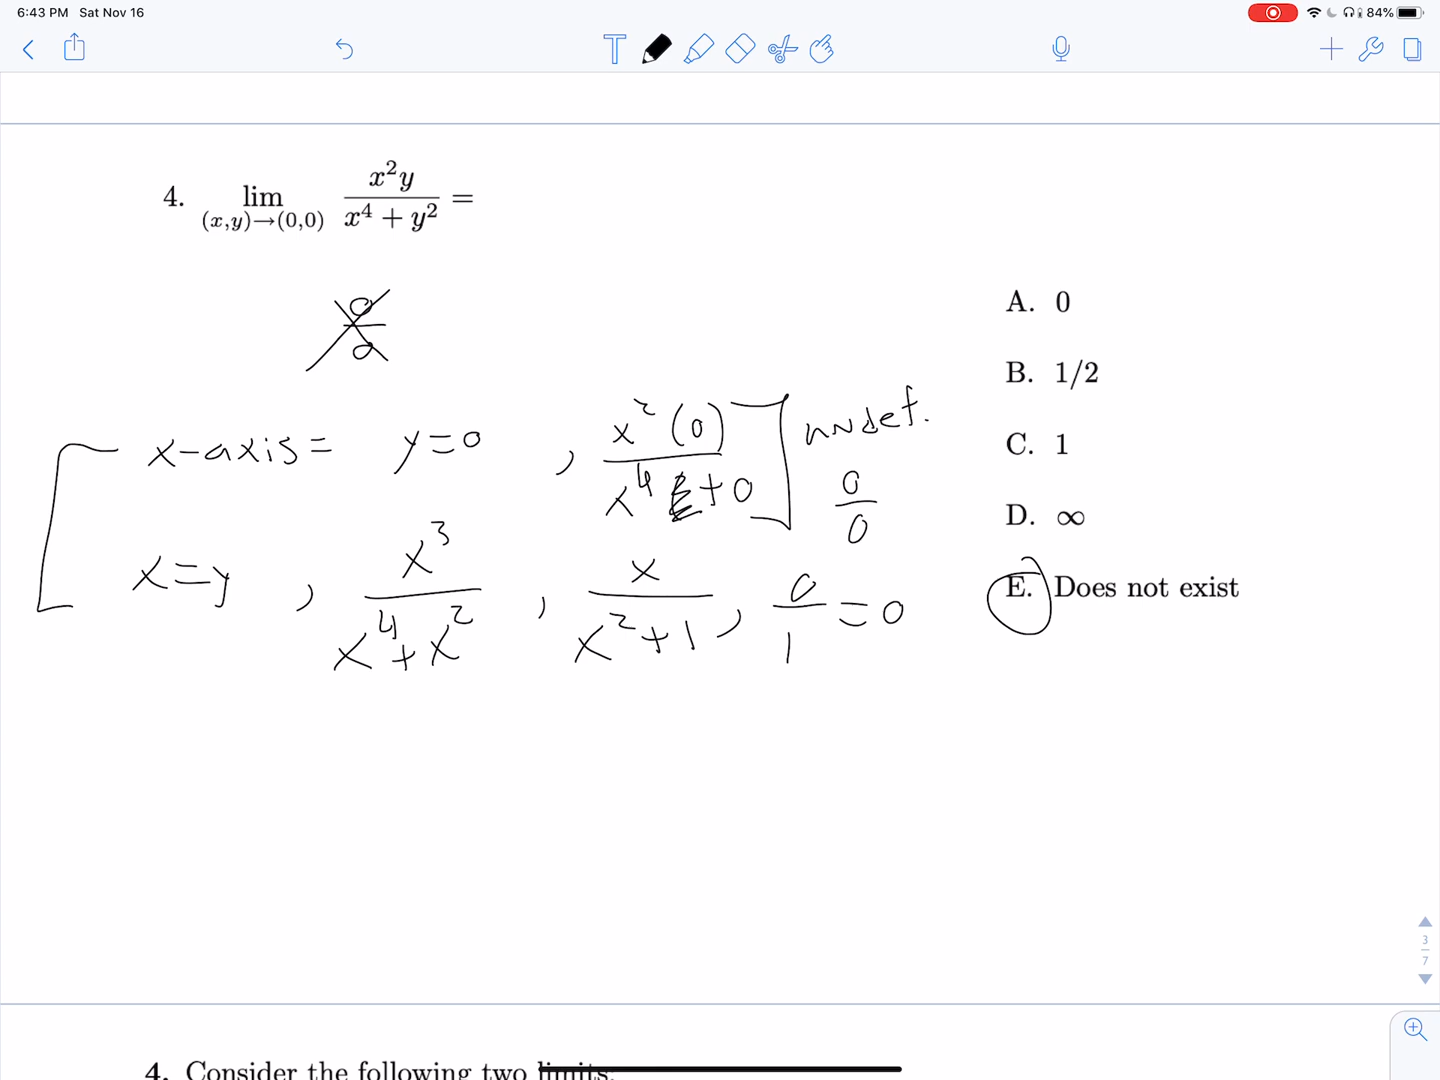 6:43 PM Sat Nov 16 84%
T
4. lim (x,y)→(0,0) x²y / x⁴ + y² =
0 / 0
A. 0
B. 1/2
C. 1
D. ∞
E. Does not exist
x-axis = y=0 , x²(0) / x⁴ + 0 undef. 0 / 0
x=y , x³ / x⁴ + x² , x / x² + 1 , 0 / 1 = 0
3 / 7
4. Consider the following two limits.